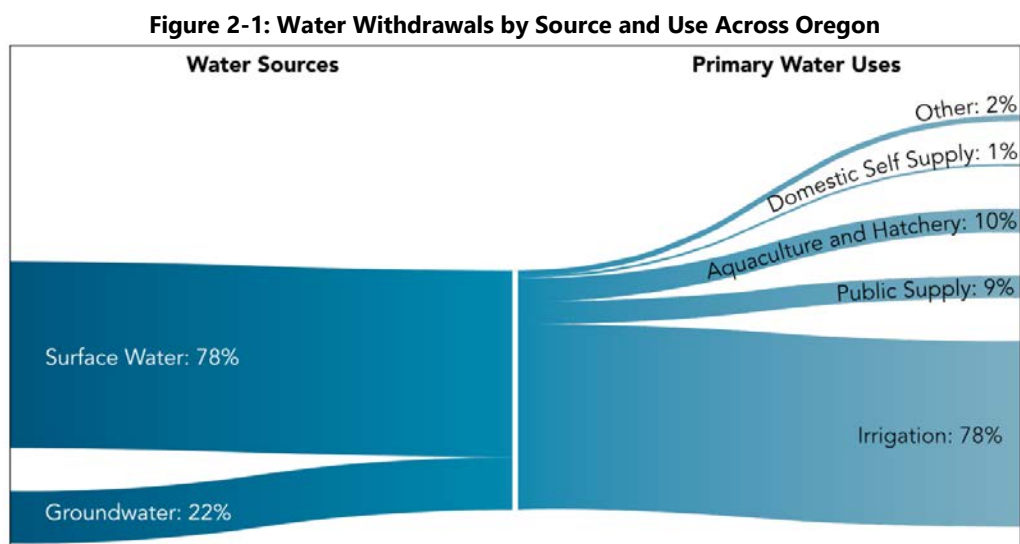 Figure 2-1: Water Withdrawals by Source and Use Across Oregon
Water Sources
Primary Water Uses
Other: 2%
Domestic Self Supply: 1%
Aquaculture and Hatchery: 10%
Public Supply: 9%
Surface Water: 78%
Irrigation: 78%
Groundwater: 22%